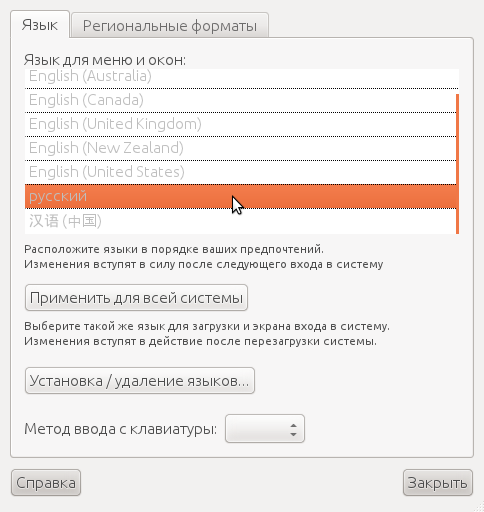 Язык
Региональные форматы
Язык для меню и окон:
English (Australia)
English (Canada)
English (United Kingdom)
English (New Zealand)
English (United States)
русский
汉语 (中国)
Расположите языки в порядке ваших предпочтений.
Изменения вступят в силу после следующего входа в систему
Применить для всей системы
Выберите такой же язык для загрузки и экрана входа в систему.
Изменения вступят в действие после перезагрузки системы.
Установка / удаление языков...
Метод ввода с клавиатуры:
Справка
Закрыть